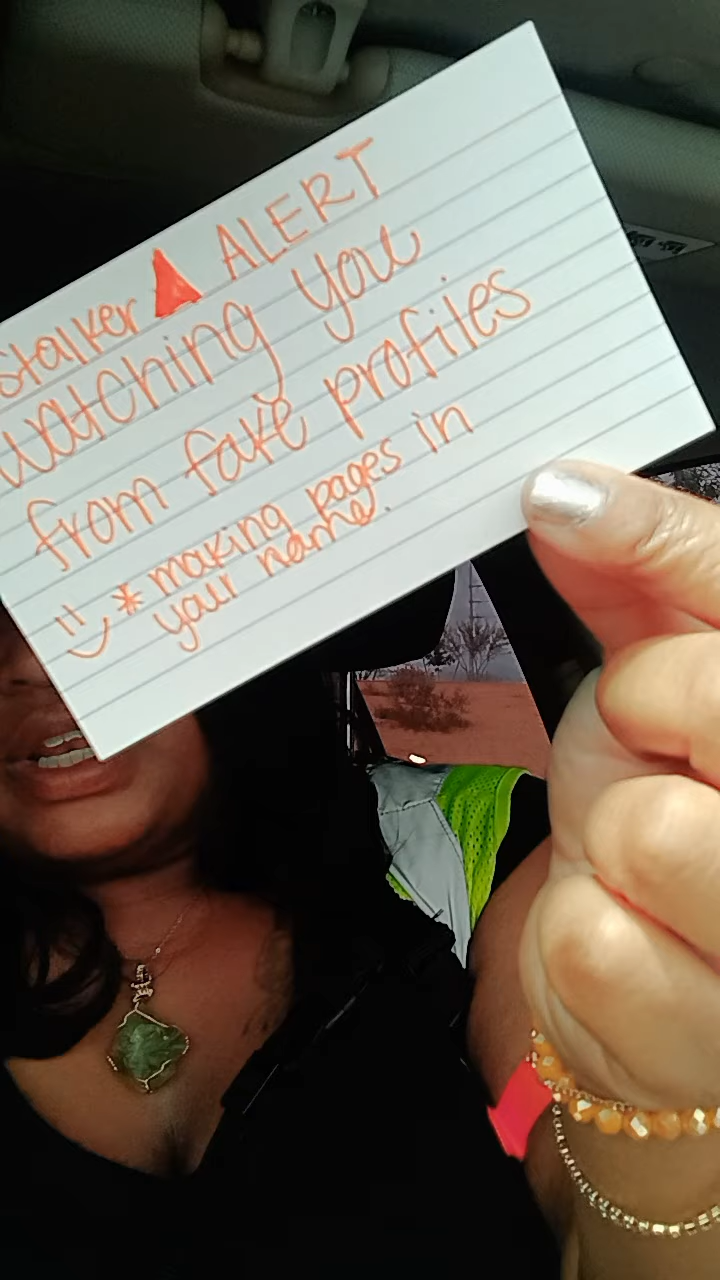 Stalker ALERT
watching you
from fake profiles
*making pages in
your name.